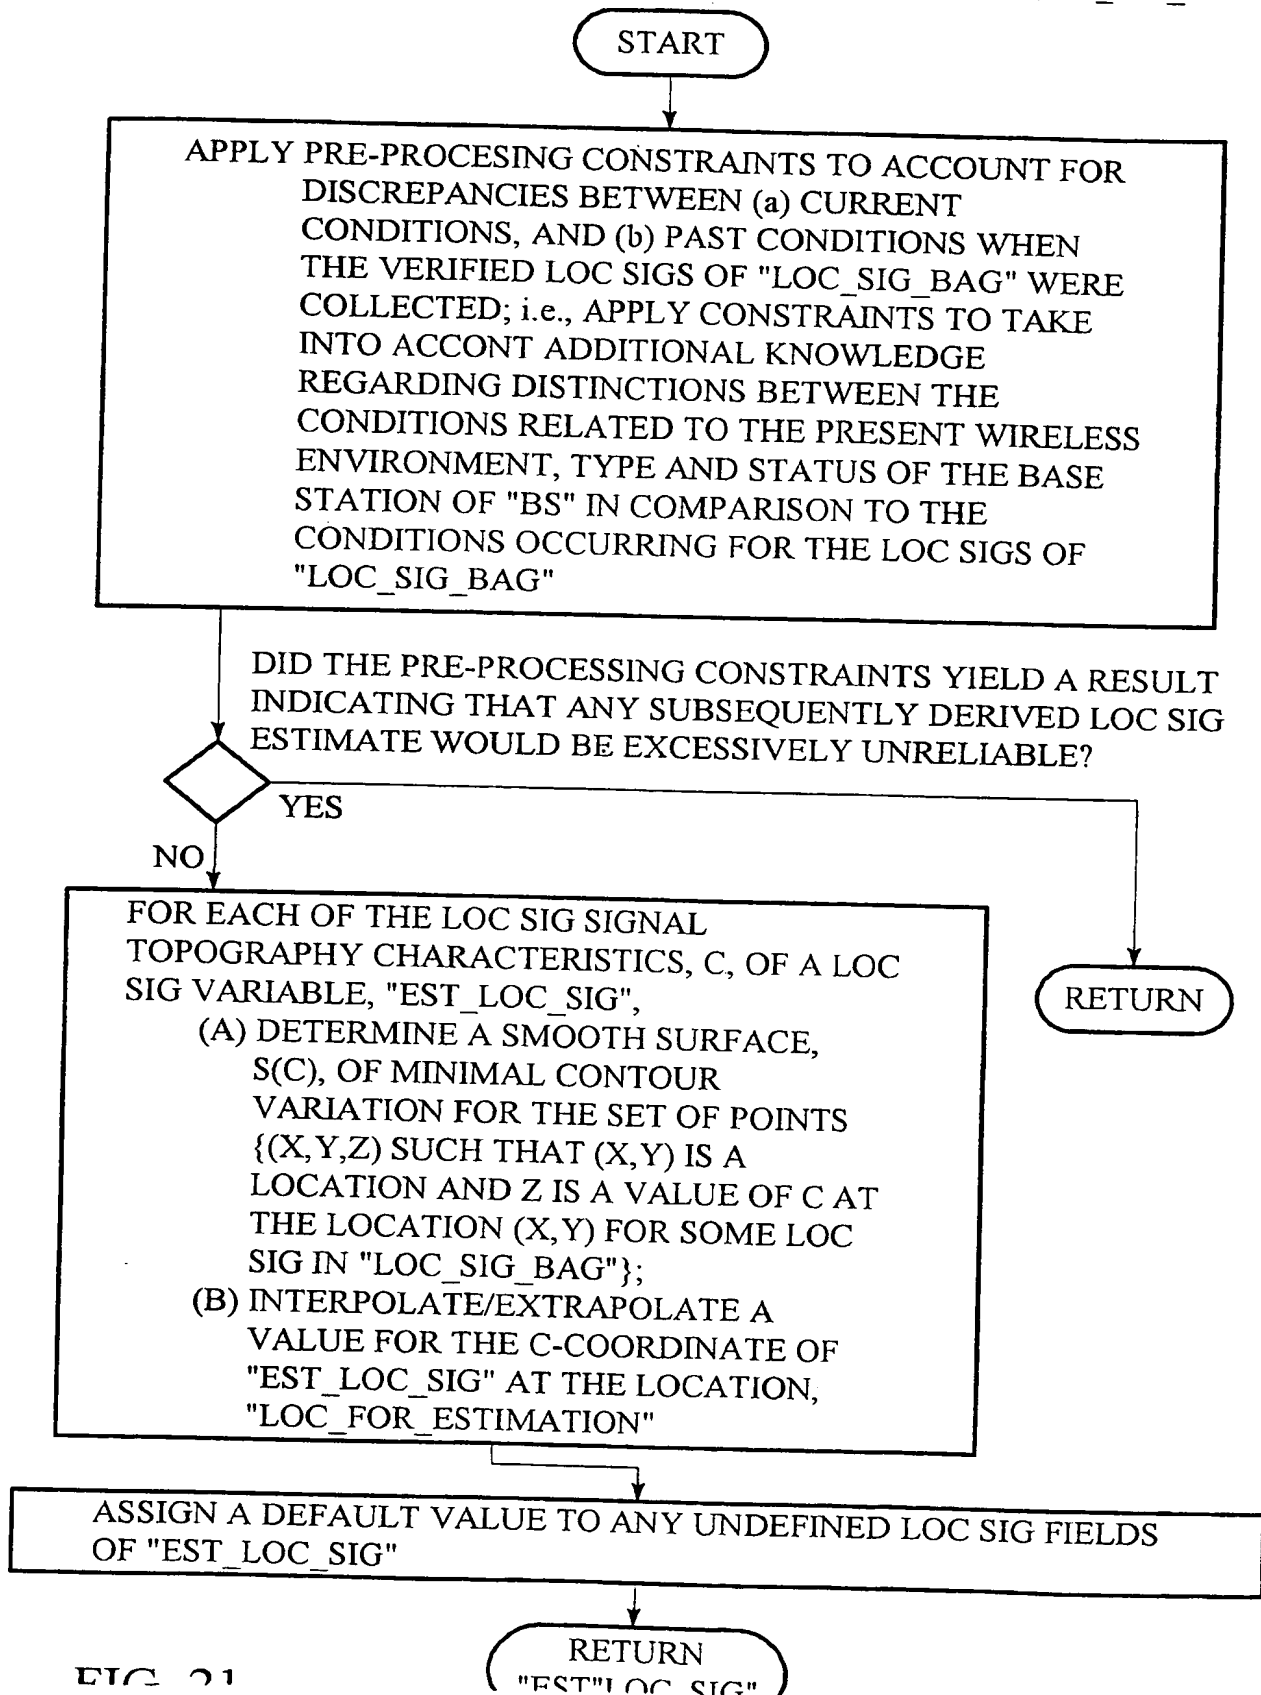 START
APPLY PRE-PROCESING CONSTRAINTS TO ACCOUNT FOR
DISCREPANCIES BETWEEN (a) CURRENT
CONDITIONS, AND (b) PAST CONDITIONS WHEN
THE VERIFIED LOC SIGS OF "LOC_SIG_BAG" WERE
COLLECTED; i.e., APPLY CONSTRAINTS TO TAKE
INTO ACCONT ADDITIONAL KNOWLEDGE
REGARDING DISTINCTIONS BETWEEN THE
CONDITIONS RELATED TO THE PRESENT WIRELESS
ENVIRONMENT, TYPE AND STATUS OF THE BASE
STATION OF "BS" IN COMPARISON TO THE
CONDITIONS OCCURRING FOR THE LOC SIGS OF
"LOC_SIG_BAG"
DID THE PRE-PROCESSING CONSTRAINTS YIELD A RESULT
INDICATING THAT ANY SUBSEQUENTLY DERIVED LOC SIG
ESTIMATE WOULD BE EXCESSIVELY UNRELIABLE?
YES
NO
FOR EACH OF THE LOC SIG SIGNAL
TOPOGRAPHY CHARACTERISTICS, C, OF A LOC
SIG VARIABLE, "EST_LOC_SIG",
(A) DETERMINE A SMOOTH SURFACE,
S(C), OF MINIMAL CONTOUR
VARIATION FOR THE SET OF POINTS
{(X,Y,Z) SUCH THAT (X,Y) IS A
LOCATION AND Z IS A VALUE OF C AT
THE LOCATION (X,Y) FOR SOME LOC
SIG IN "LOC_SIG_BAG"};
(B) INTERPOLATE/EXTRAPOLATE A
VALUE FOR THE C-COORDINATE OF
"EST_LOC_SIG" AT THE LOCATION,
"LOC_FOR_ESTIMATION"
RETURN
ASSIGN A DEFAULT VALUE TO ANY UNDEFINED LOC SIG FIELDS
OF "EST_LOC_SIG"
RETURN
"EST"LOC_SIG"
FIG. 21